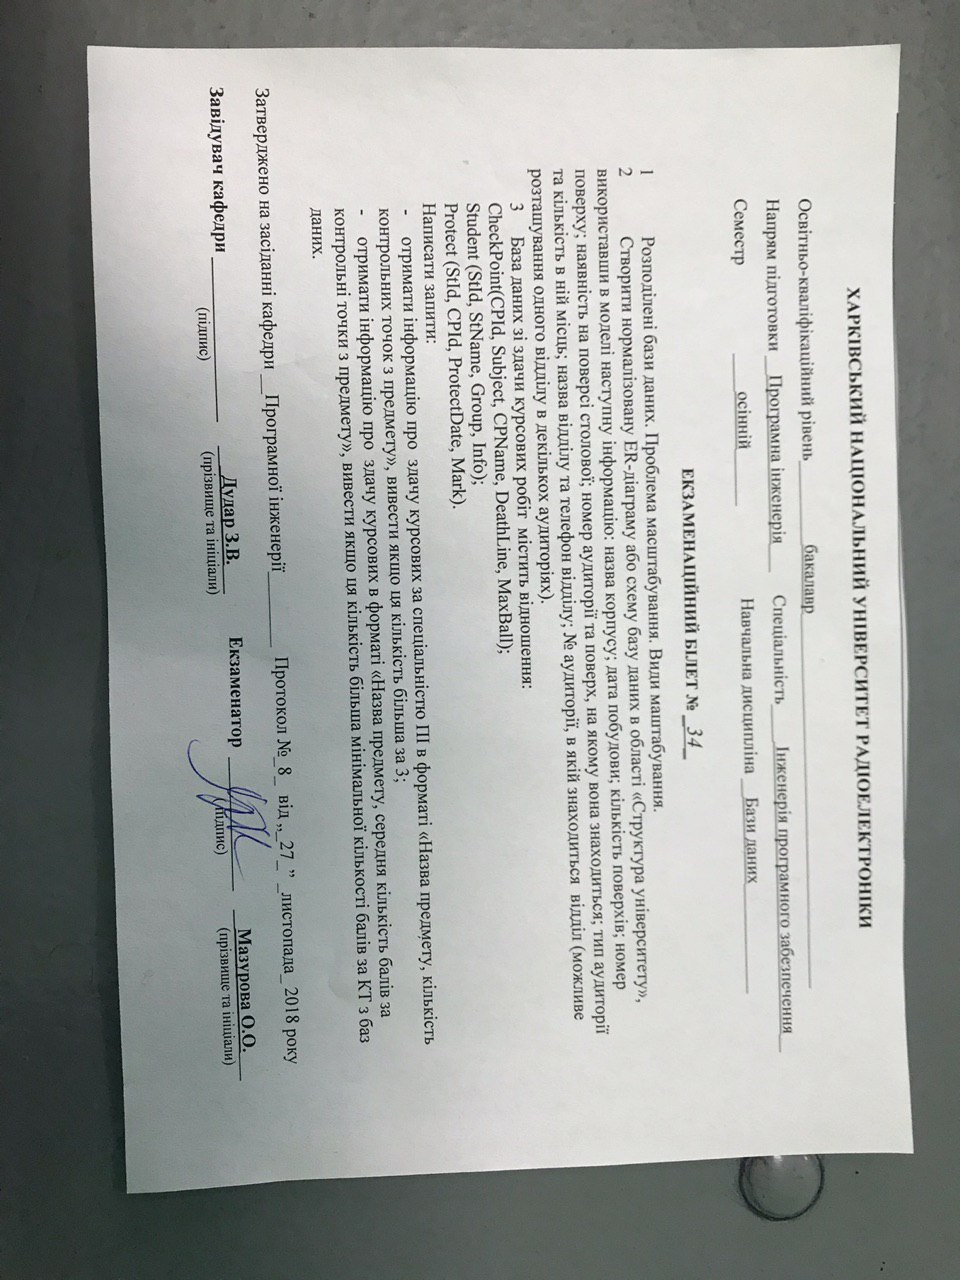 ХАРКІВСЬКИЙ НАЦІОНАЛЬНИЙ УНІВЕРСИТЕТ РАДІОЕЛЕКТРОНІКИ
Освітньо-кваліфікаційний рівень бакалавр
Напрям підготовки Програмна інженерія Спеціальність Інженерія програмного забезпечення
Семестр осінній Навчальна дисципліна Бази даних
ЕКЗАМЕНАЦІЙНИЙ БІЛЕТ № 34
1 Розподілені бази даних. Проблема масштабування. Види маштабування.
2 Створити нормалізовану ER-діаграму або схему базу даних в області «Структура університету»,
використавши в моделі наступну інформацію: назва корпусу; дата побудови; кількість поверхів; номер
поверху; наявність на поверсі столової; номер аудиторії та поверх, на якому вона знаходиться; тип аудиторії
та кількість в ній місць; назва відділу та телефон відділу; № аудиторії, в якій знаходиться відділ (можливе
розташування одного відділу в декількох аудиторіях).
3 База даних зі здачи курсових робіт містить відношення:
CheckPoint(CPId, Subject, CPName, DeathLine, MaxBall);
Student (StId, StName, Group, Info);
Protect (StId, CPId, ProtectDate, Mark).
Написати запити:
- отримати інформацію про здачу курсових за спеціальністю ПІ в форматі «Назва предмету, кількість
контрольних точок з предмету», вивести якщо ця кількість більша за 3;
- отримати інформацію про здачу курсових в форматі «Назва предмету, середня кількість балів за
контрольні точки з предмету», вивести якщо ця кількість більша мінімальної кількості балів за КТ з баз
даних.
Затверджено на засіданні кафедри __Програмної інженерії______ Протокол №_8_ від „_27_” _листопада_ 2018 року
Завідувач кафедри Дудар З.В. Екзаменатор Мазурова О.О.
(підпис) (прізвище та ініціали) (підпис) (прізвище та ініціали)